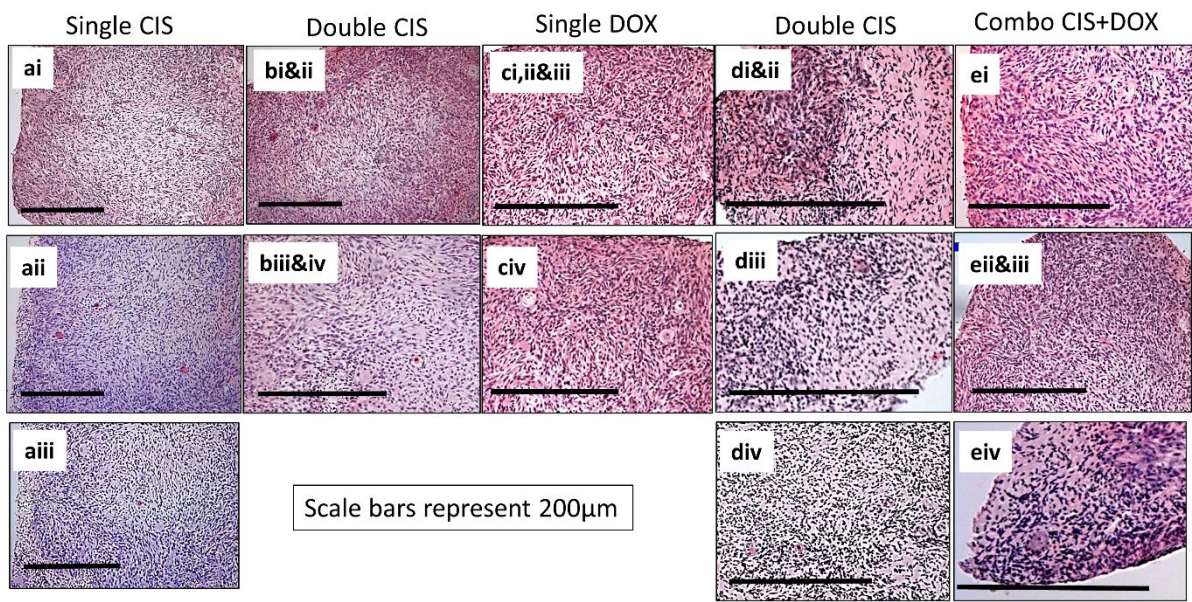 Single CIS Double CIS Single DOX Double CIS Combo CIS+DOX
ai bi&ii ci,ii&iii di&ii ei
aii biii&iv civ diii eii&iii
aiii div eiv
Scale bars represent 200µm